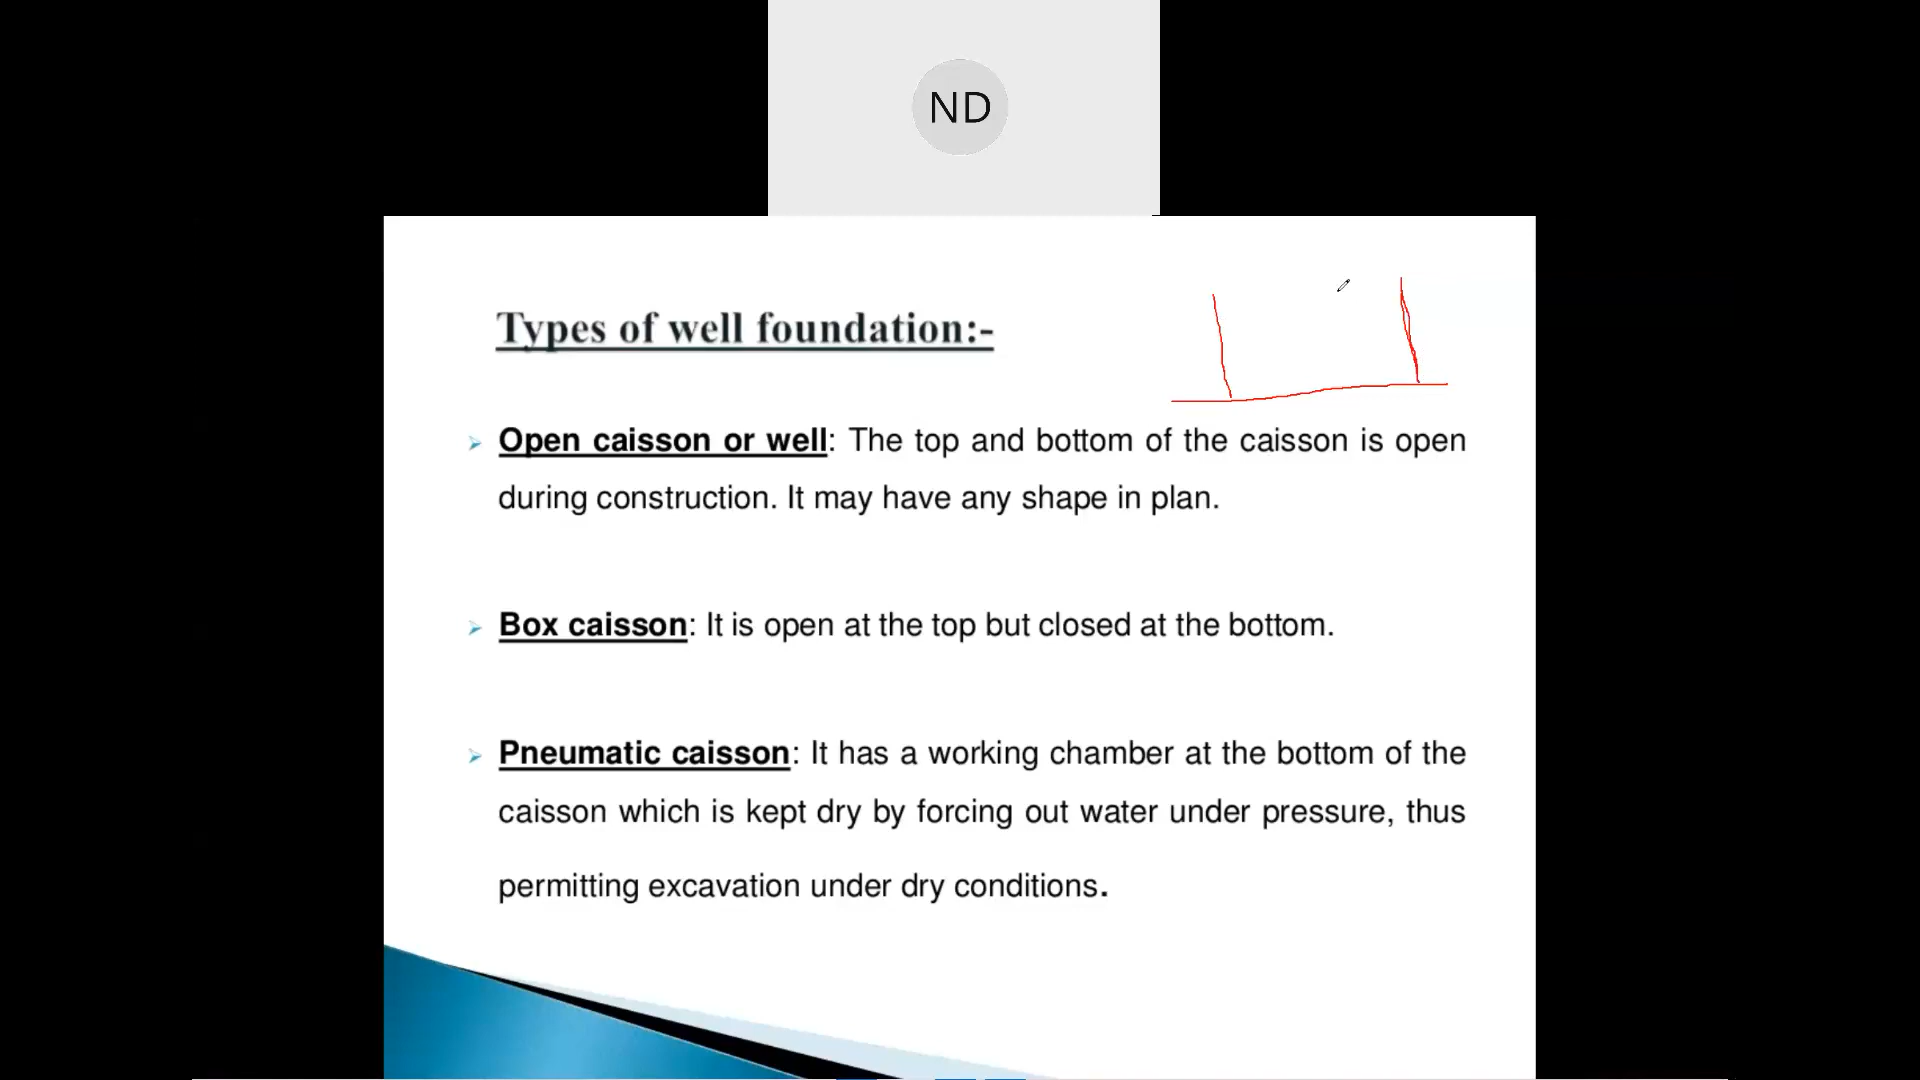 ND
Types of well foundation:-
Open caisson or well: The top and bottom of the caisson is open
during construction. It may have any shape in plan.
Box caisson: It is open at the top but closed at the bottom.
Pneumatic caisson: It has a working chamber at the bottom of the
caisson which is kept dry by forcing out water under pressure, thus
permitting excavation under dry conditions.